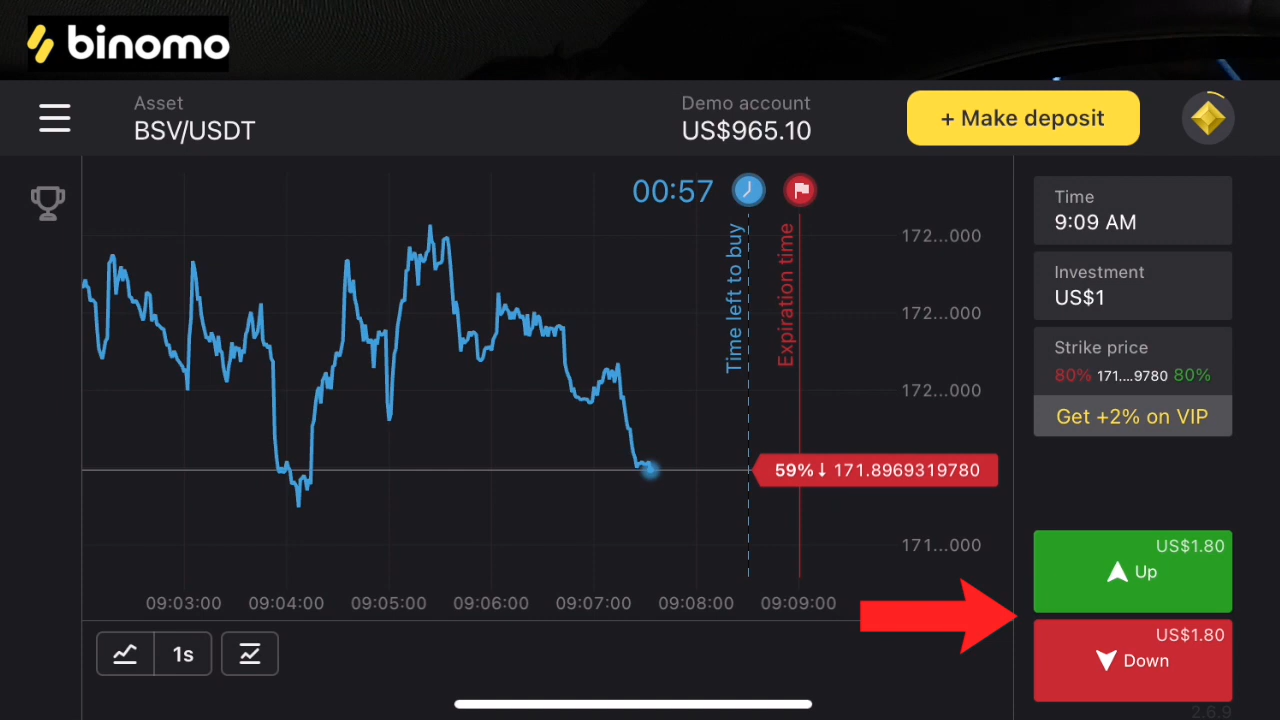 binomo
Asset
BSV/USDT
Demo account
US$965.10
+ Make deposit
00:57
Time left to buy
Expiration time
172...000
172...000
172...000
59%↓ 171.8969319780
171...000
09:03:00 09:04:00 09:05:00 09:06:00 09:07:00 09:08:00 09:09:00
1s
Time
9:09 AM
Investment
US$1
Strike price
80% 171....9780 80%
Get +2% on VIP
US$1.80
Up
US$1.80
Down
2.6.9